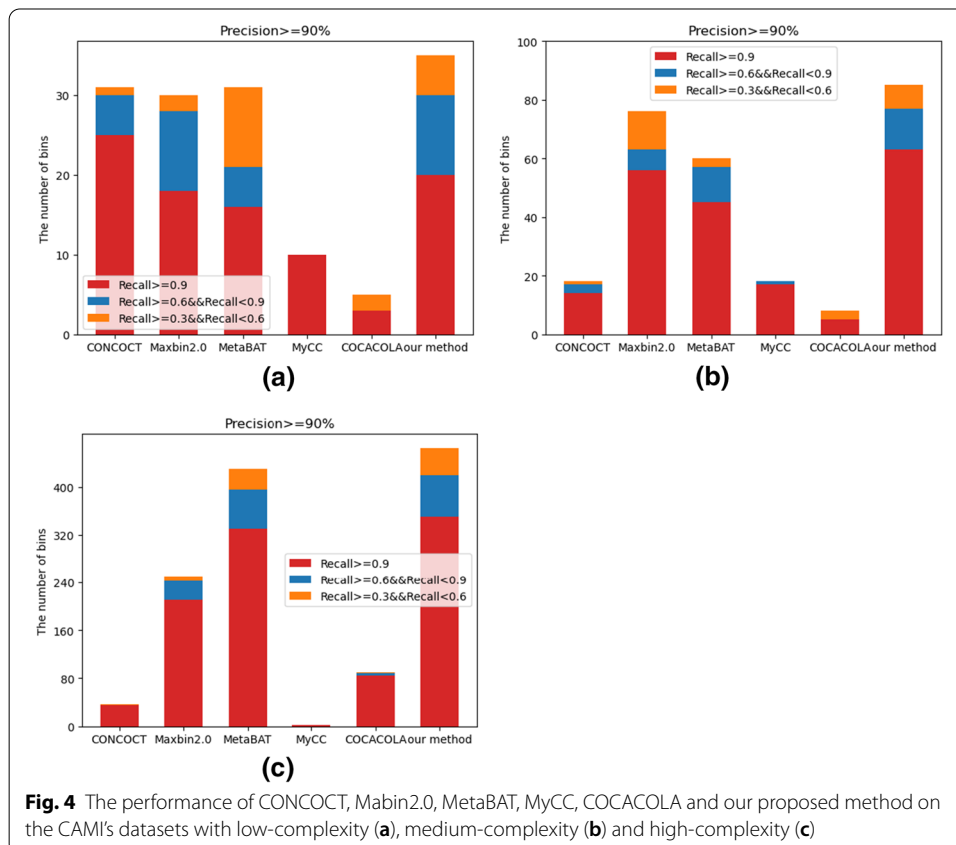 Precision>=90%
The number of bins
30
20
10
0
Recall>=0.9
Recall>=0.6&&Recall<0.9
Recall>=0.3&&Recall<0.6
CONCOCT Maxbin2.0 MetaBAT MyCC COCACOLA our method
(a)
Precision>=90%
The number of bins
100
80
60
40
20
0
Recall>=0.9
Recall>=0.6&&Recall<0.9
Recall>=0.3&&Recall<0.6
CONCOCT Maxbin2.0 MetaBAT MyCC COCACOLA our method
(b)
Precision>=90%
The number of bins
400
320
240
160
80
0
Recall>=0.9
Recall>=0.6&&Recall<0.9
Recall>=0.3&&Recall<0.6
CONCOCT Maxbin2.0 MetaBAT MyCC COCACOLA our method
(c)
Fig. 4 The performance of CONCOCT, Mabin2.0, MetaBAT, MyCC, COCACOLA and our proposed method on
the CAMI's datasets with low-complexity (a), medium-complexity (b) and high-complexity (c)